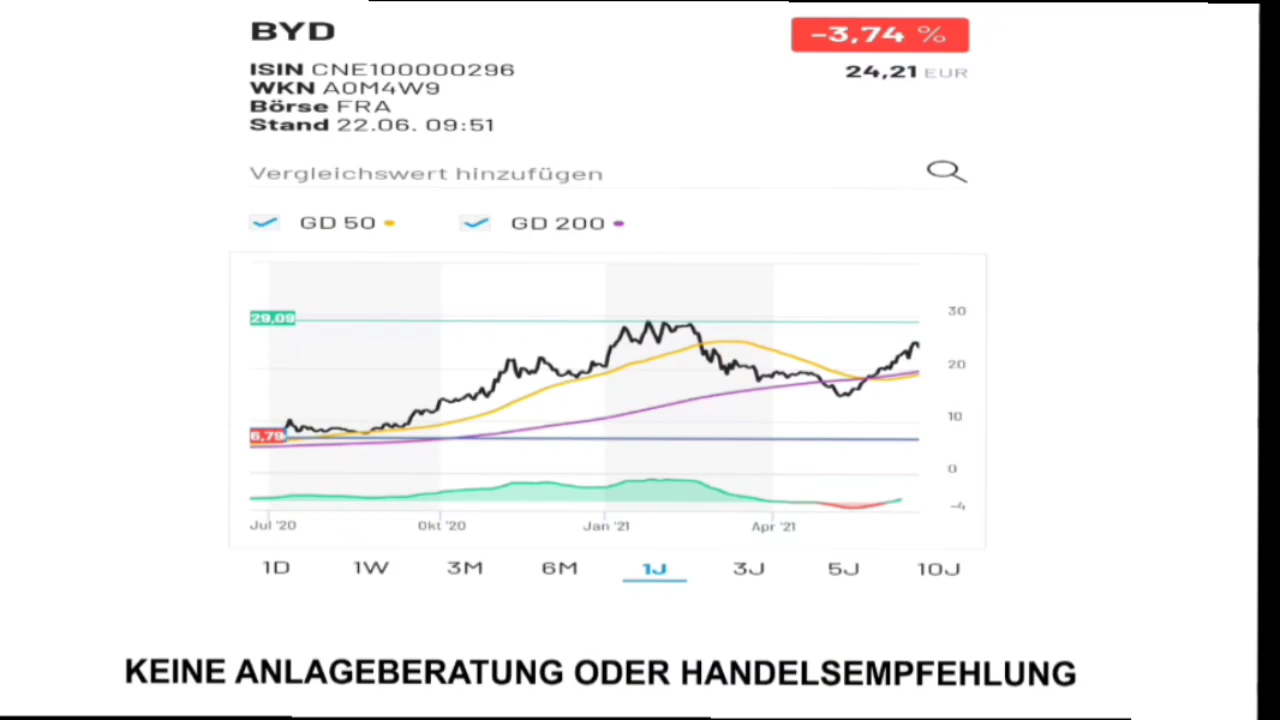 BYD
-3,74 %
ISIN CNE100000296
24,21 EUR
WKN A0M4W9
Börse FRA
Stand 22.06. 09:51
Vergleichswert hinzufügen
GD 50 GD 200
29,09
30
20
10
6,79
0
-4
Jul '20 Okt '20 Jan '21 Apr '21
1D 1W 3M 6M 1J 3J 5J 10J
KEINE ANLAGEBERATUNG ODER HANDELSEMPFEHLUNG